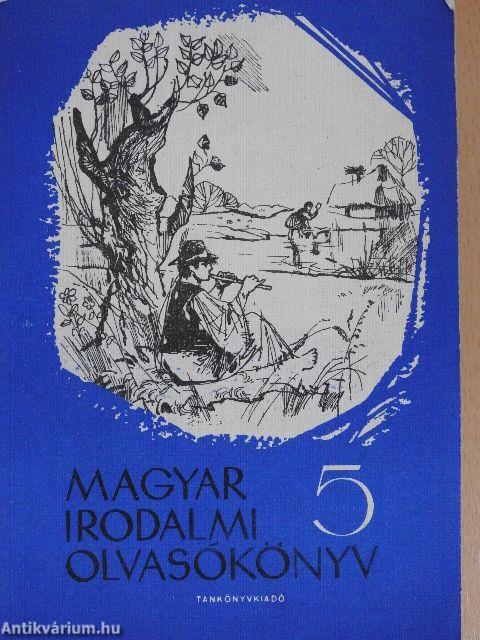 MAGYAR
IRODALMI
OLVASÓKÖNYV
5
TANKÖNYVKIADÓ
Antikvárium.hu